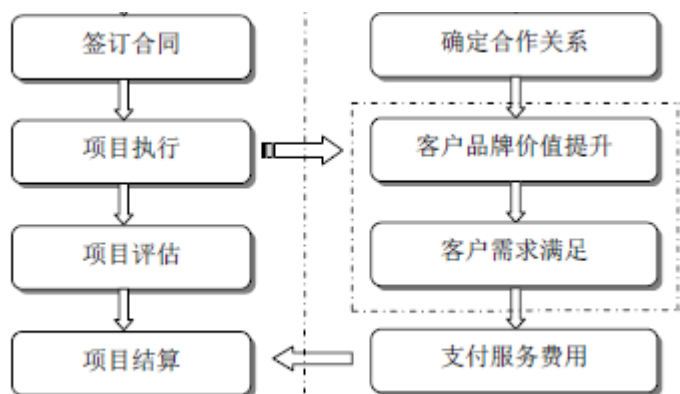 签订合同
确定合作关系
项目执行
客户品牌价值提升
项目评估
客户需求满足
项目结算
支付服务费用